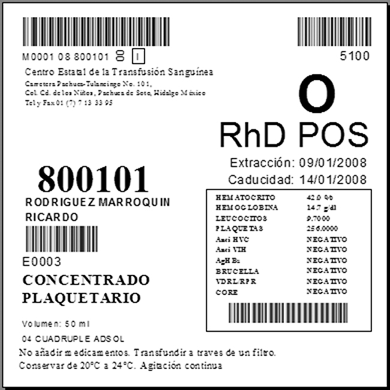 M0001 08 800101 00 I
5100
Centro Estatal de la Transfusión Sanguínea
Carretera Pachuca-Tulancingo No. 101,
Col. Cd. de los Niños, Pachuca de Soto, Hidalgo México
Tel y Fax 01 (7) 7 13 33 95
O
RhD POS
Extracción: 09/01/2008
Caducidad: 14/01/2008
800101
RODRIGUEZ MARROQUIN
RICARDO
E0003
CONCENTRADO
PLAQUETARIO
HEMATOCRITO 42.0 %
HEMOGLOBINA 14.7 g/dl
LEUCOCITOS 9.7000
PLAQUETAS 256.0000
Anti HVC NEGATIVO
Anti VIH NEGATIVO
AgHBs NEGATIVO
BRUCELLA NEGATIVO
VDRL/RPR NEGATIVO
CORE NEGATIVO
Volumen: 50 ml
04 CUADRUPLE ADSOL
No añadir medicamentos. Transfundir a traves de un filtro.
Conservar de 20°C a 24°C. Agitación continua